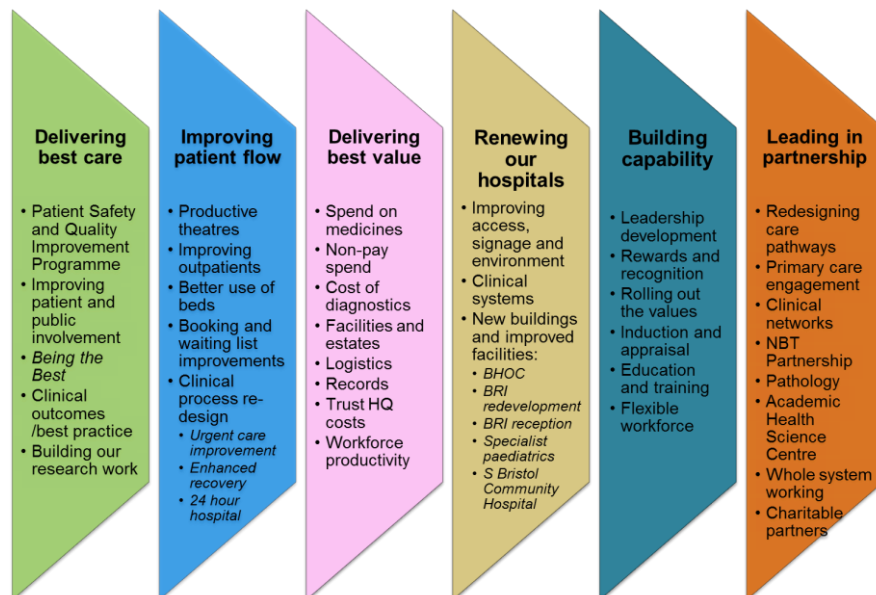 Delivering
best care
• Patient Safety
and Quality
Improvement
Programme
• Improving
patient and
public
involvement
• Being the
Best
• Clinical
outcomes
/best practice
• Building our
research work
Improving
patient flow
• Productive
theatres
• Improving
outpatients
• Better use of
beds
• Booking and
waiting list
improvements
• Clinical
process re-
design
• Urgent care
improvement
• Enhanced
recovery
• 24 hour
hospital
Delivering
best value
• Spend on
medicines
• Non-pay
spend
• Cost of
diagnostics
• Facilities and
estates
• Logistics
• Records
• Trust HQ
costs
• Workforce
productivity
Renewing
our
hospitals
• Improving
access,
signage and
environment
• Clinical
systems
• New buildings
and improved
facilities:
• BHOC
• BRI
redevelopment
• BRI reception
• Specialist
paediatrics
• S Bristol
Community
Hospital
Building
capability
• Leadership
development
• Rewards and
recognition
• Rolling out
the values
• Induction and
appraisal
• Education
and training
• Flexible
workforce
Leading in
partnership
• Redesigning
care
pathways
• Primary care
engagement
• Clinical
networks
• NBT
Partnership
• Pathology
• Academic
Health
Science
Centre
• Whole system
working
• Charitable
partners